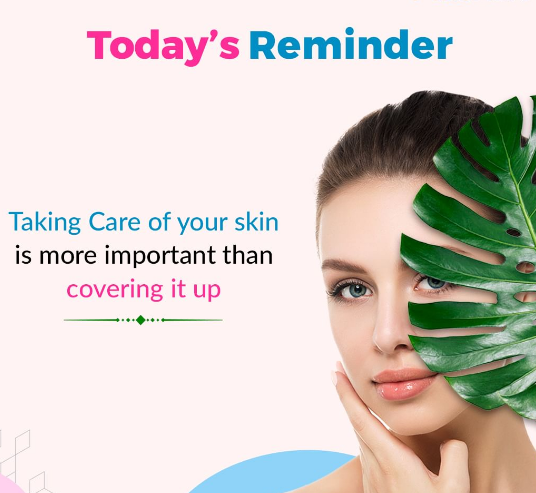 Today's Reminder
Taking Care of your skin
is more important than
covering it up